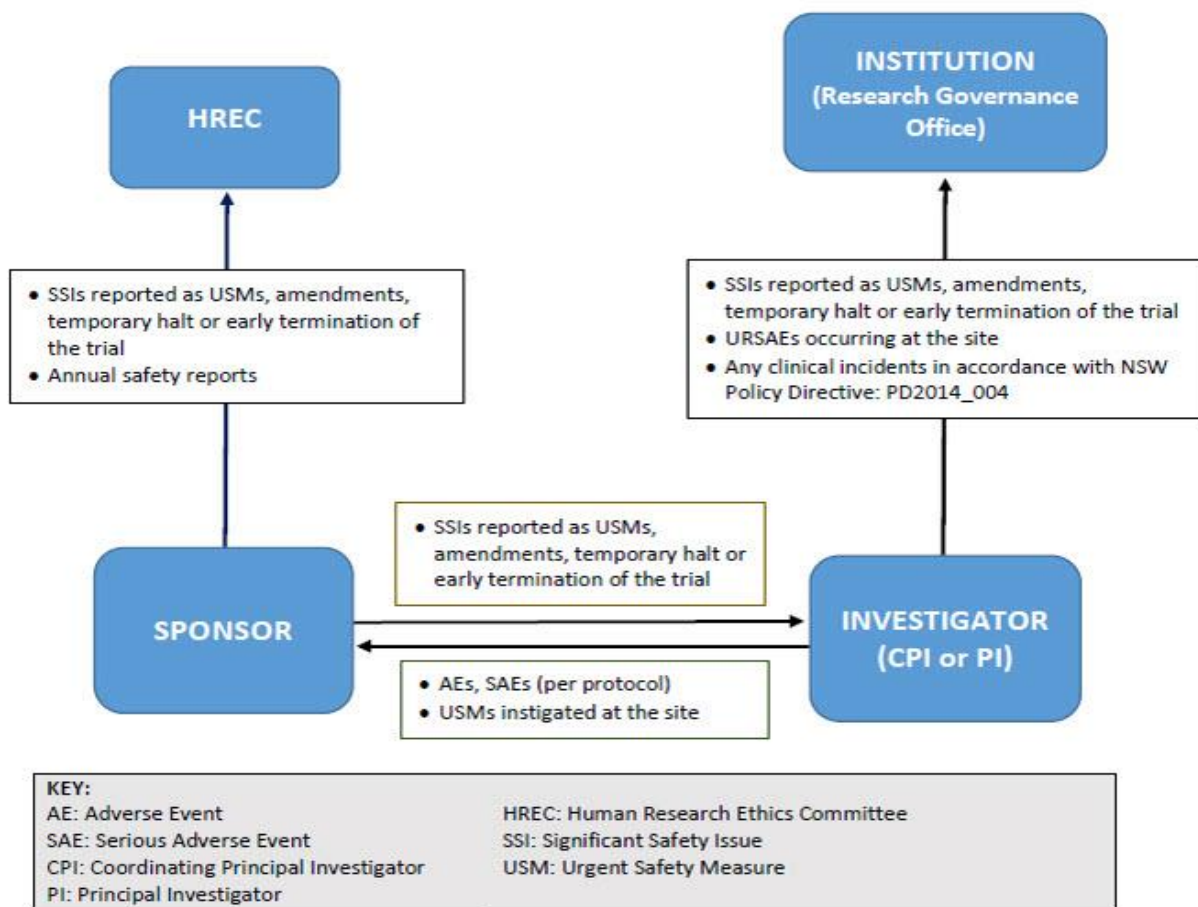 HREC
INSTITUTION
(Research Governance
Office)
• SSIs reported as USMs, amendments,
temporary halt or early termination of
the trial
• Annual safety reports
• SSIs reported as USMs, amendments,
temporary halt or early termination of the trial
• URSAEs occurring at the site
• Any clinical incidents in accordance with NSW
Policy Directive: PD2014_004
• SSIs reported as USMs,
amendments, temporary halt or
early termination of the trial
SPONSOR
INVESTIGATOR
(CPI or PI)
• AEs, SAEs (per protocol)
• USMs instigated at the site
KEY:
AE: Adverse Event
SAE: Serious Adverse Event
CPI: Coordinating Principal Investigator
PI: Principal Investigator
HREC: Human Research Ethics Committee
SSI: Significant Safety Issue
USM: Urgent Safety Measure